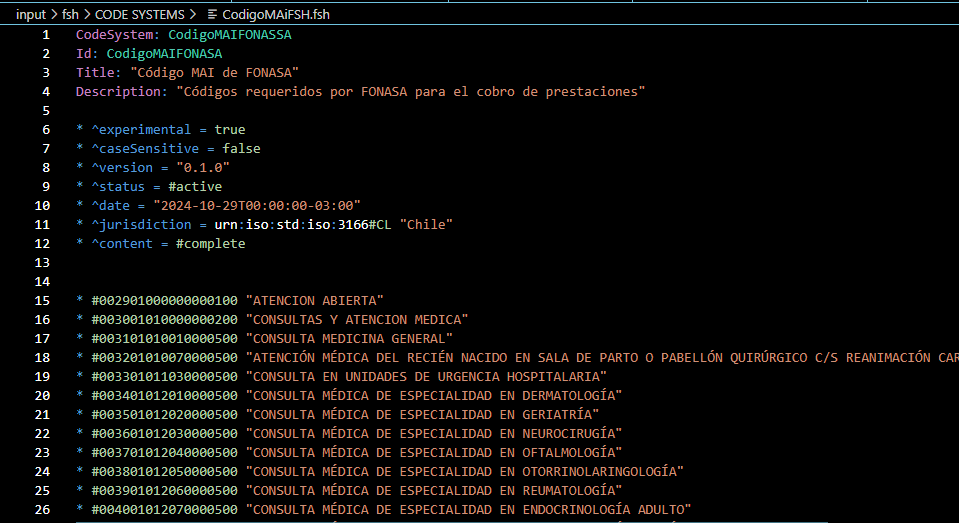 input > fsh > CODE SYSTEMS > CodigoMAiFSH.fsh
1 CodeSystem: CodigoMAIFONASSA
2 Id: CodigoMAIFONASA
3 Title: "Código MAI de FONASA"
4 Description: "Códigos requeridos por FONASA para el cobro de prestaciones"
5
6 * ^experimental = true
7 * ^caseSensitive = false
8 * ^version = "0.1.0"
9 * ^status = #active
10 * ^date = "2024-10-29T00:00:00-03:00"
11 * ^jurisdiction = urn:iso:std:iso:3166#CL "Chile"
12 * ^content = #complete
13
14
15 * #002901000000000100 "ATENCION ABIERTA"
16 * #003001010000000200 "CONSULTAS Y ATENCION MEDICA"
17 * #003101010010000500 "CONSULTA MEDICINA GENERAL"
18 * #003201010070000500 "ATENCIÓN MÉDICA DEL RECIÉN NACIDO EN SALA DE PARTO O PABELLÓN QUIRÚRGICO C/S REANIMACIÓN CAR
19 * #003301011030000500 "CONSULTA EN UNIDADES DE URGENCIA HOSPITALARIA"
20 * #003401012010000500 "CONSULTA MÉDICA DE ESPECIALIDAD EN DERMATOLOGÍA"
21 * #003501012020000500 "CONSULTA MÉDICA DE ESPECIALIDAD EN GERIATRÍA"
22 * #003601012030000500 "CONSULTA MÉDICA DE ESPECIALIDAD EN NEUROCIRUGÍA"
23 * #003701012040000500 "CONSULTA MÉDICA DE ESPECIALIDAD EN OFTALMOLOGÍA"
24 * #003801012050000500 "CONSULTA MÉDICA DE ESPECIALIDAD EN OTORRINOLARINGOLOGÍA"
25 * #003901012060000500 "CONSULTA MÉDICA DE ESPECIALIDAD EN REUMATOLOGÍA"
26 * #004001012070000500 "CONSULTA MÉDICA DE ESPECIALIDAD EN ENDOCRINOLOGÍA ADULTO"